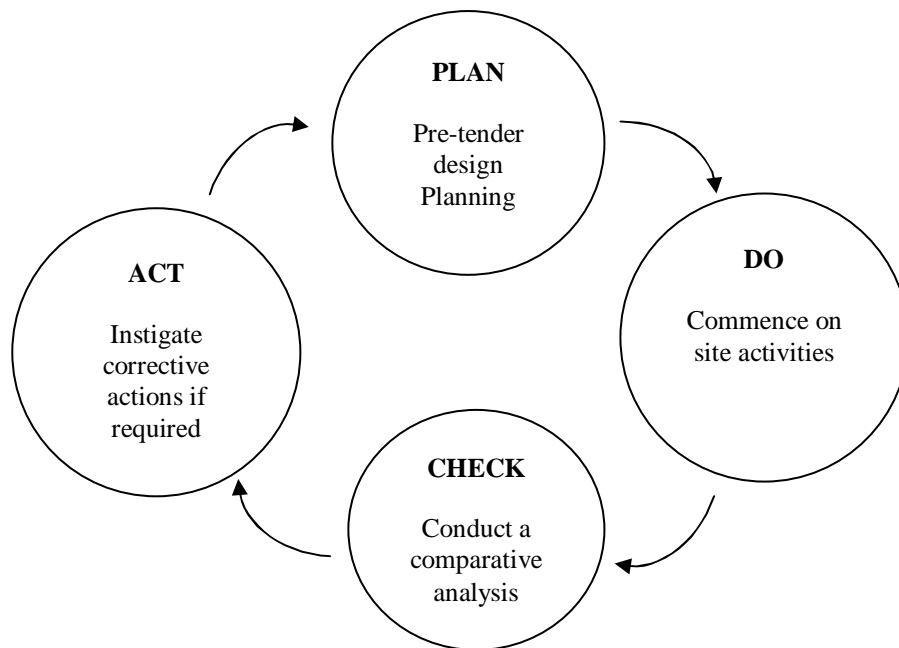 PLAN
Pre-tender
design
Planning
DO
Commence on
site activities
CHECK
Conduct a
comparative
analysis
ACT
Instigate
corrective
actions if
required